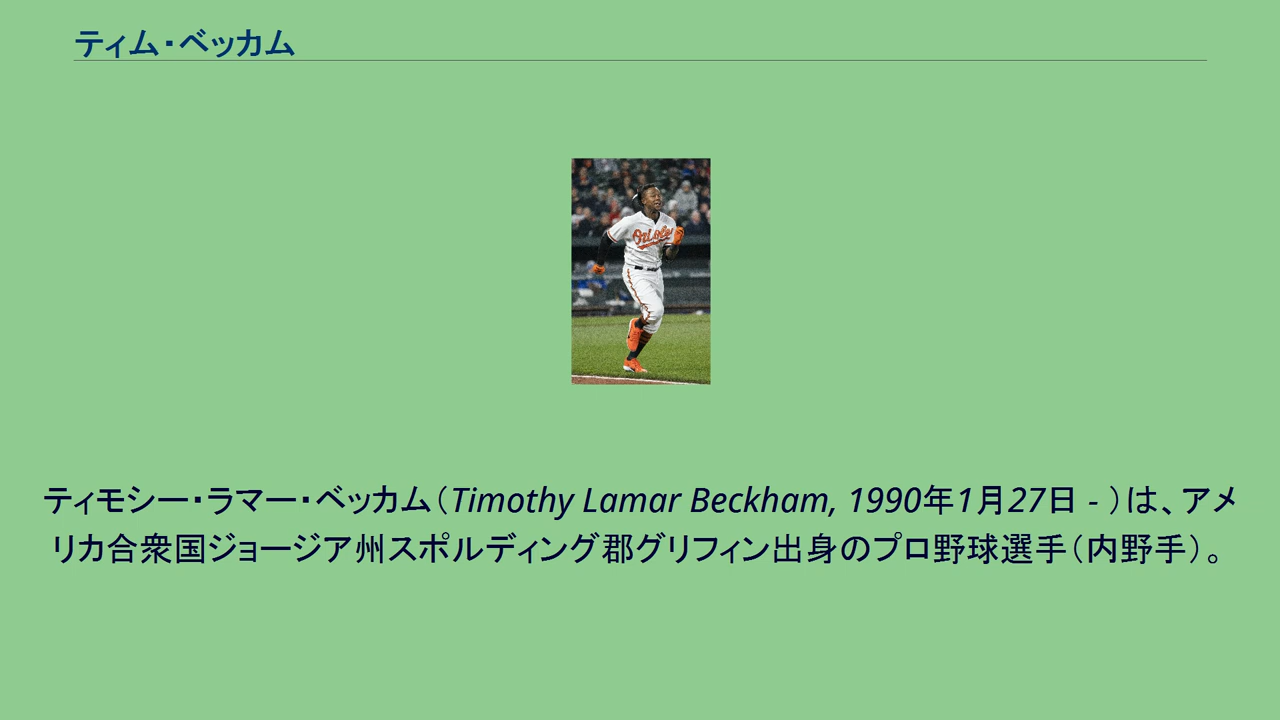 ティム・ベッカム
Orioles
ティモシー・ラマー・ベッカム（Timothy Lamar Beckham, 1990年1月27日 - ）は、アメ
リカ合衆国ジョージア州スポルディング郡グリフィン出身のプロ野球選手（内野手）。